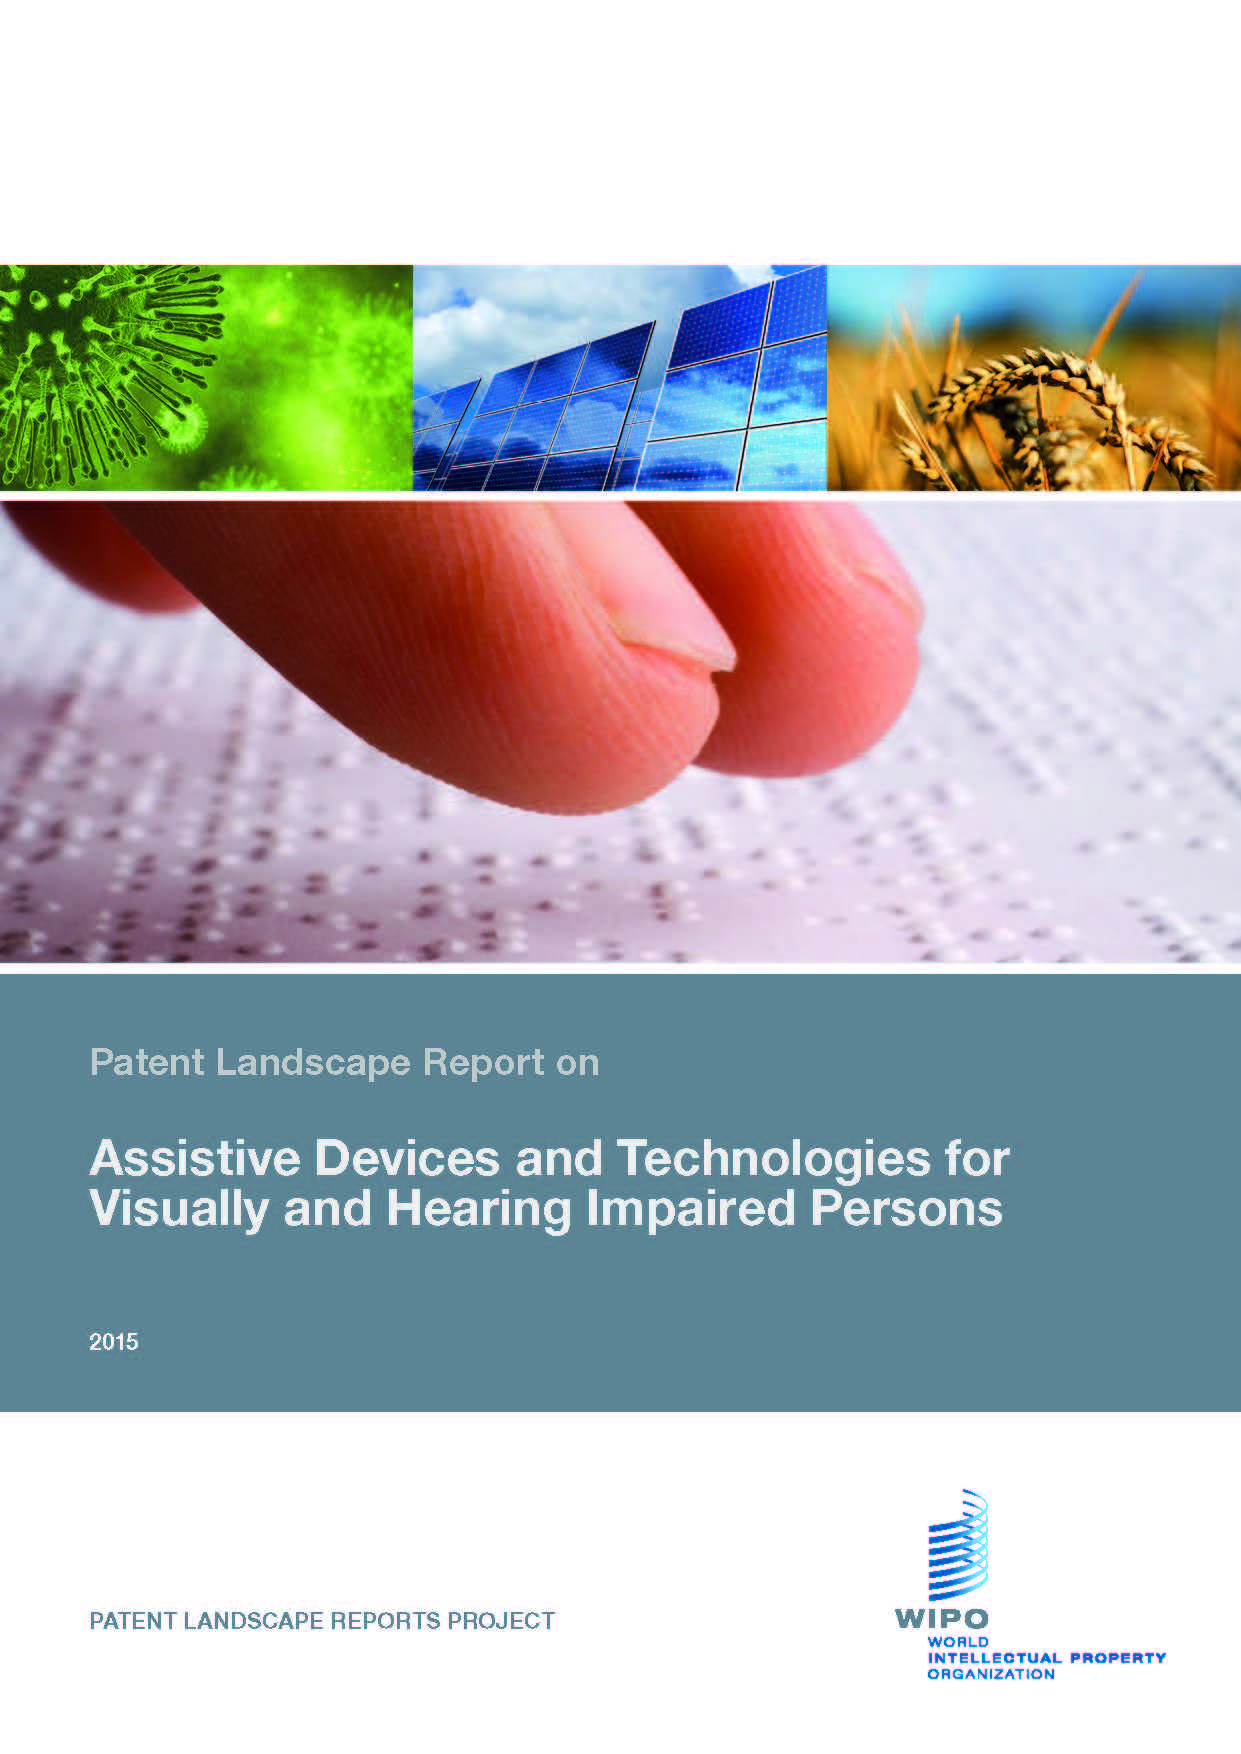 Patent Landscape Report on
Assistive Devices and Technologies for
Visually and Hearing Impaired Persons
2015
PATENT LANDSCAPE REPORTS PROJECT
WIPO
WORLD
INTELLECTUAL PROPERTY
ORGANIZATION